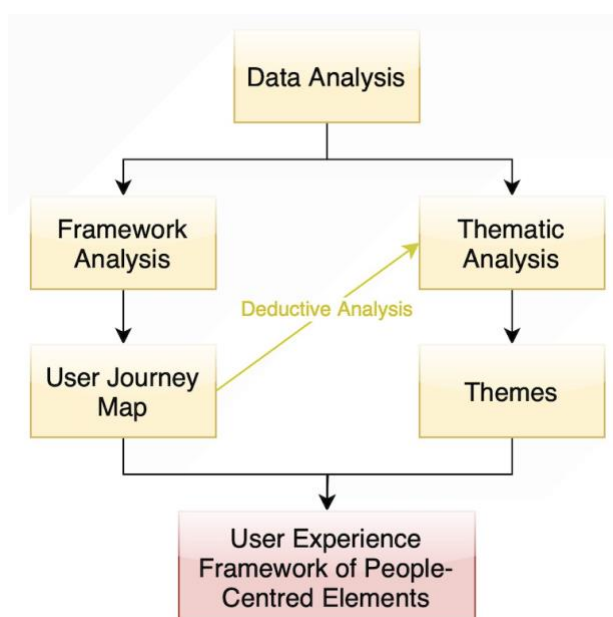 Data Analysis
Framework
Analysis
Thematic
Analysis
Deductive Analysis
User Journey
Map
Themes
User Experience
Framework of People-
Centred Elements